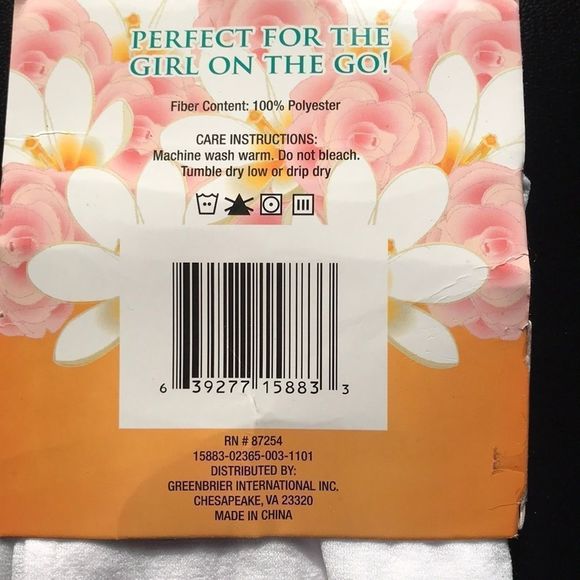 PERFECT FOR THE
GIRL ON THE GO!
Fiber Content: 100% Polyester
CARE INSTRUCTIONS:
Machine wash warm. Do not bleach.
Tumble dry low or drip dry
6 39277 15883 3
RN # 87254
15883-02365-003-1101
DISTRIBUTED BY:
GREENBRIER INTERNATIONAL INC.
CHESAPEAKE, VA 23320
MADE IN CHINA